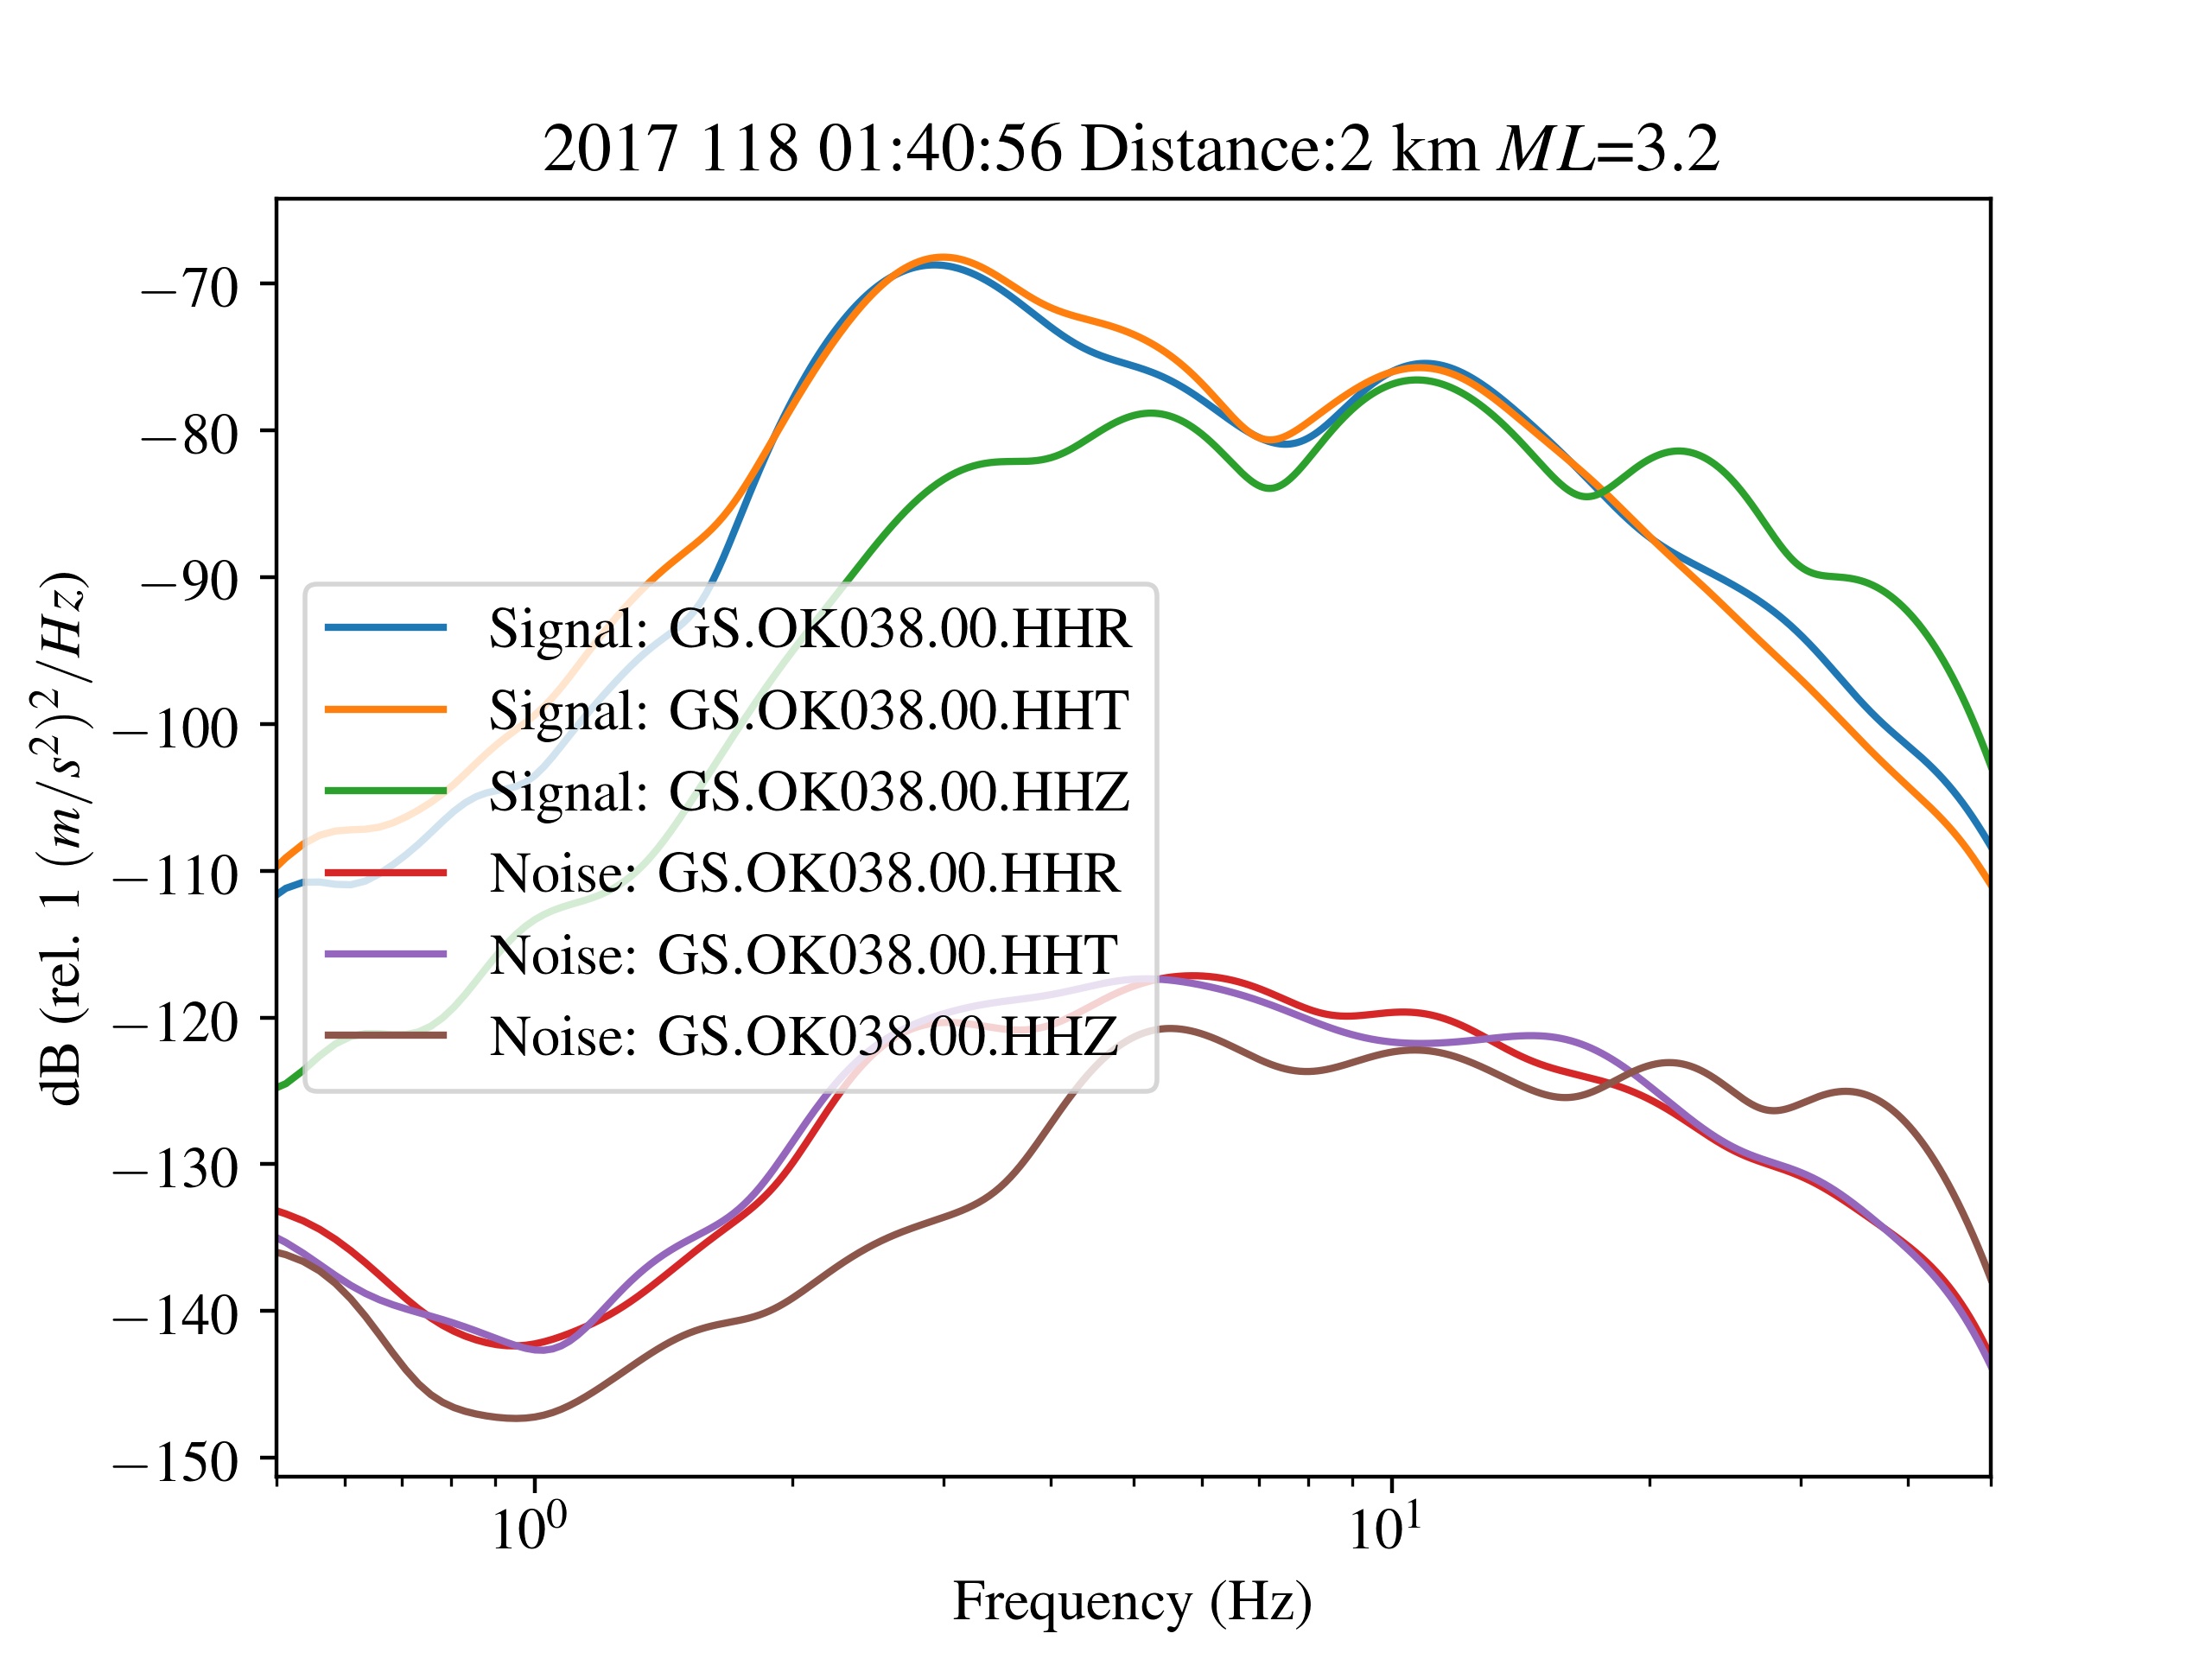 2017 118 01:40:56 Distance:2 km ML=3.2
dB (rel. 1 (m/s²)²/Hz)
−70
−80
−90
−100
−110
−120
−130
−140
−150
Signal: GS.OK038.00.HHR
Signal: GS.OK038.00.HHT
Signal: GS.OK038.00.HHZ
Noise: GS.OK038.00.HHR
Noise: GS.OK038.00.HHT
Noise: GS.OK038.00.HHZ
10⁰ 10¹
Frequency (Hz)